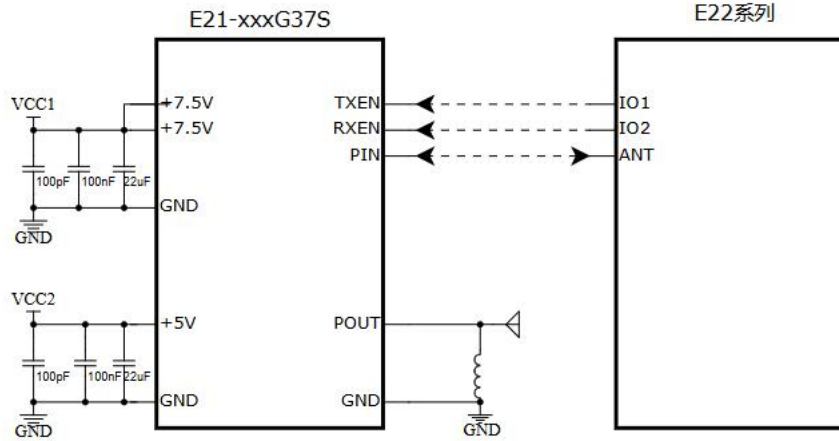 E21-xxxG37S
E22系列
VCC1
+7.5V
+7.5V
100pF
100nF
22uF
GND
GND
TXEN
RXEN
PIN
IO1
IO2
ANT
VCC2
+5V
100pF
100nF
22uF
GND
GND
POUT
GND
GND